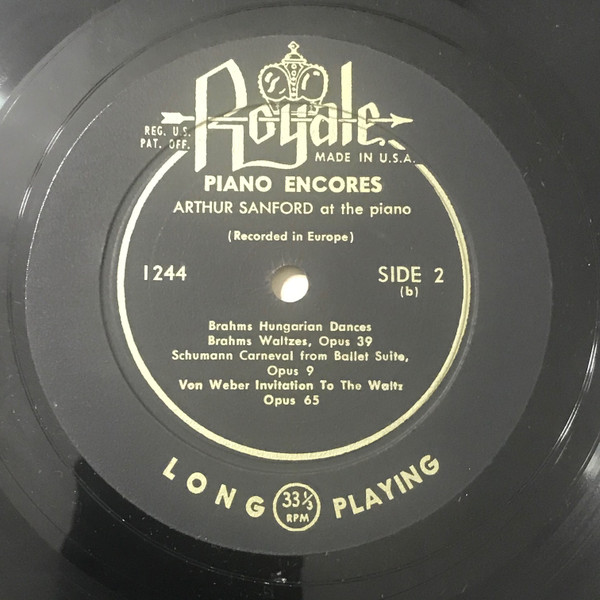 Royale
REG. U.S.
PAT. OFF.
MADE IN U.S.A.
PIANO ENCORES
ARTHUR SANFORD at the piano
(Recorded in Europe)
1244
SIDE 2
(b)
Brahms Hungarian Dances
Brahms Waltzes, Opus 39
Schumann Carneval from Ballet Suite,
Opus 9
Von Weber Invitation To The Waltz
Opus 65
LONG 33⅓ RPM PLAYING